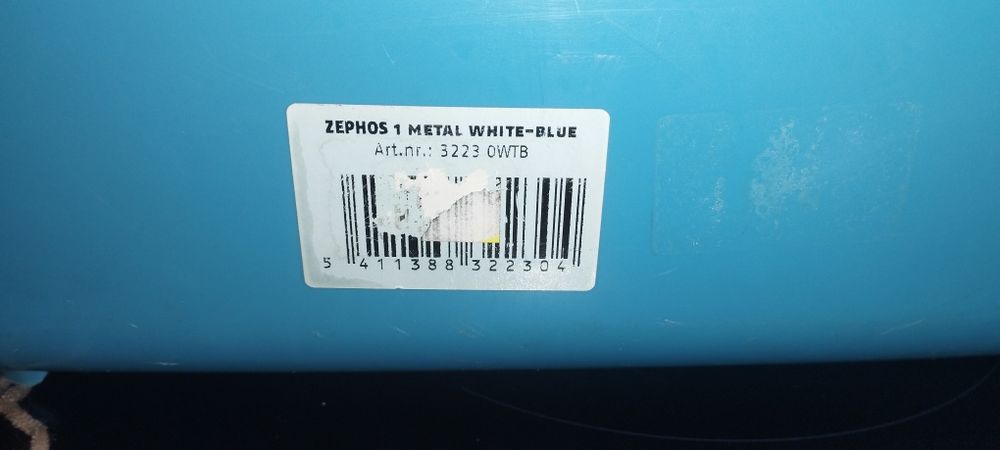 ZEPHOS 1 METAL WHITE-BLUE
Art.nr.: 3223 0WTB
5 411388 322304